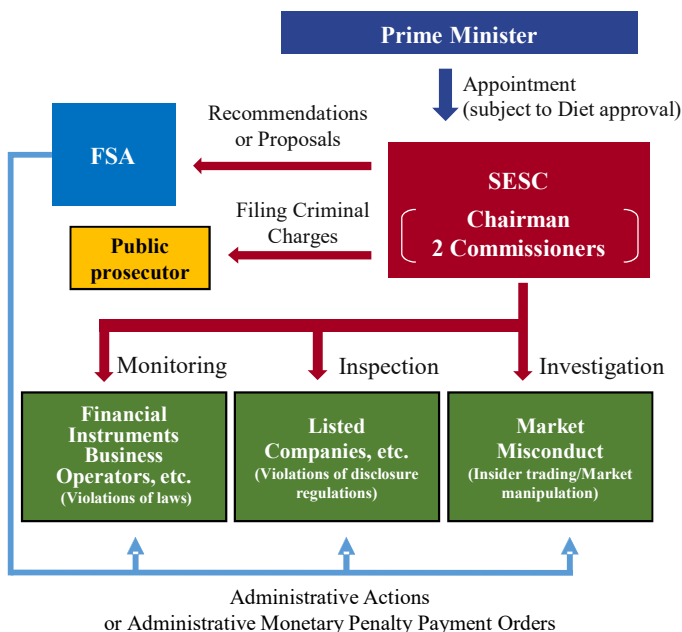 Prime Minister
Appointment
(subject to Diet approval)
Recommendations
or Proposals
FSA
SESC
Chairman
2 Commissioners
Filing Criminal
Charges
Public
prosecutor
Monitoring
Inspection
Investigation
Financial
Instruments
Business
Operators, etc.
(Violations of laws)
Listed
Companies, etc.
(Violations of disclosure
regulations)
Market
Misconduct
(Insider trading/Market
manipulation)
Administrative Actions
or Administrative Monetary Penalty Payment Orders